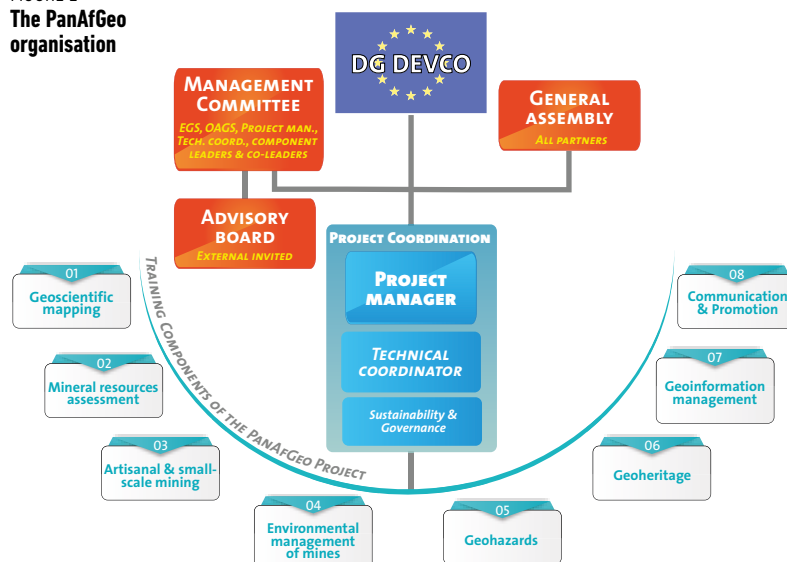 The PanAfGeo
organisation
DG DEVCO
MANAGEMENT
COMMITTEE
EGS, OAGS, PROJECT MAN.,
TECH. COORD., COMPONENT
LEADERS & CO-LEADERS
GENERAL
ASSEMBLY
ALL PARTNERS
ADVISORY
BOARD
EXTERNAL INVITED
PROJECT COORDINATION
PROJECT
MANAGER
TECHNICAL
COORDINATOR
Sustainability &
Governance
TRAINING COMPONENTS OF THE PANAFGEO PROJECT
01
Geoscientific
mapping
02
Mineral resources
assessment
03
Artisanal & small-
scale mining
04
Environmental
management
of mines
05
Geohazards
06
Geoheritage
07
Geoinformation
management
08
Communication
& Promotion